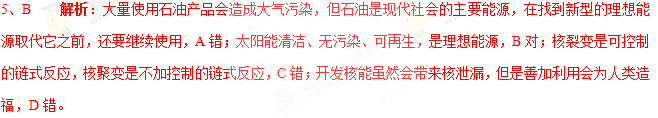 5、B 解析：大量使用石油产品会造成大气污染，但石油是现代社会的主要能源，在找到新型的理想能
源取代它之前，还要继续使用，A 错；太阳能清洁、无污染、可再生，是理想能源，B 对；核裂变是可控制
的链式反应，核聚变是不加控制的链式反应，C 错；开发核能虽然会带来核泄漏，但是善加利用会为人类造
福，D 错。